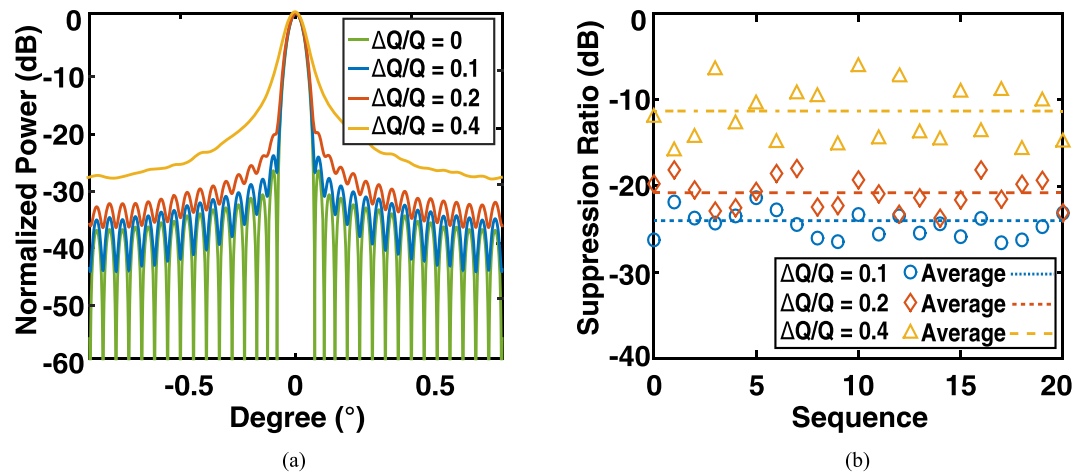 Normalized Power (dB)
0
-10
-20
-30
-40
-50
-60
-0.5
0
0.5
Degree (°)
ΔQ/Q = 0
ΔQ/Q = 0.1
ΔQ/Q = 0.2
ΔQ/Q = 0.4
(a)
Suppression Ratio (dB)
0
-10
-20
-30
-40
0
5
10
15
20
Sequence
ΔQ/Q = 0.1 Average
ΔQ/Q = 0.2 Average
ΔQ/Q = 0.4 Average
(b)